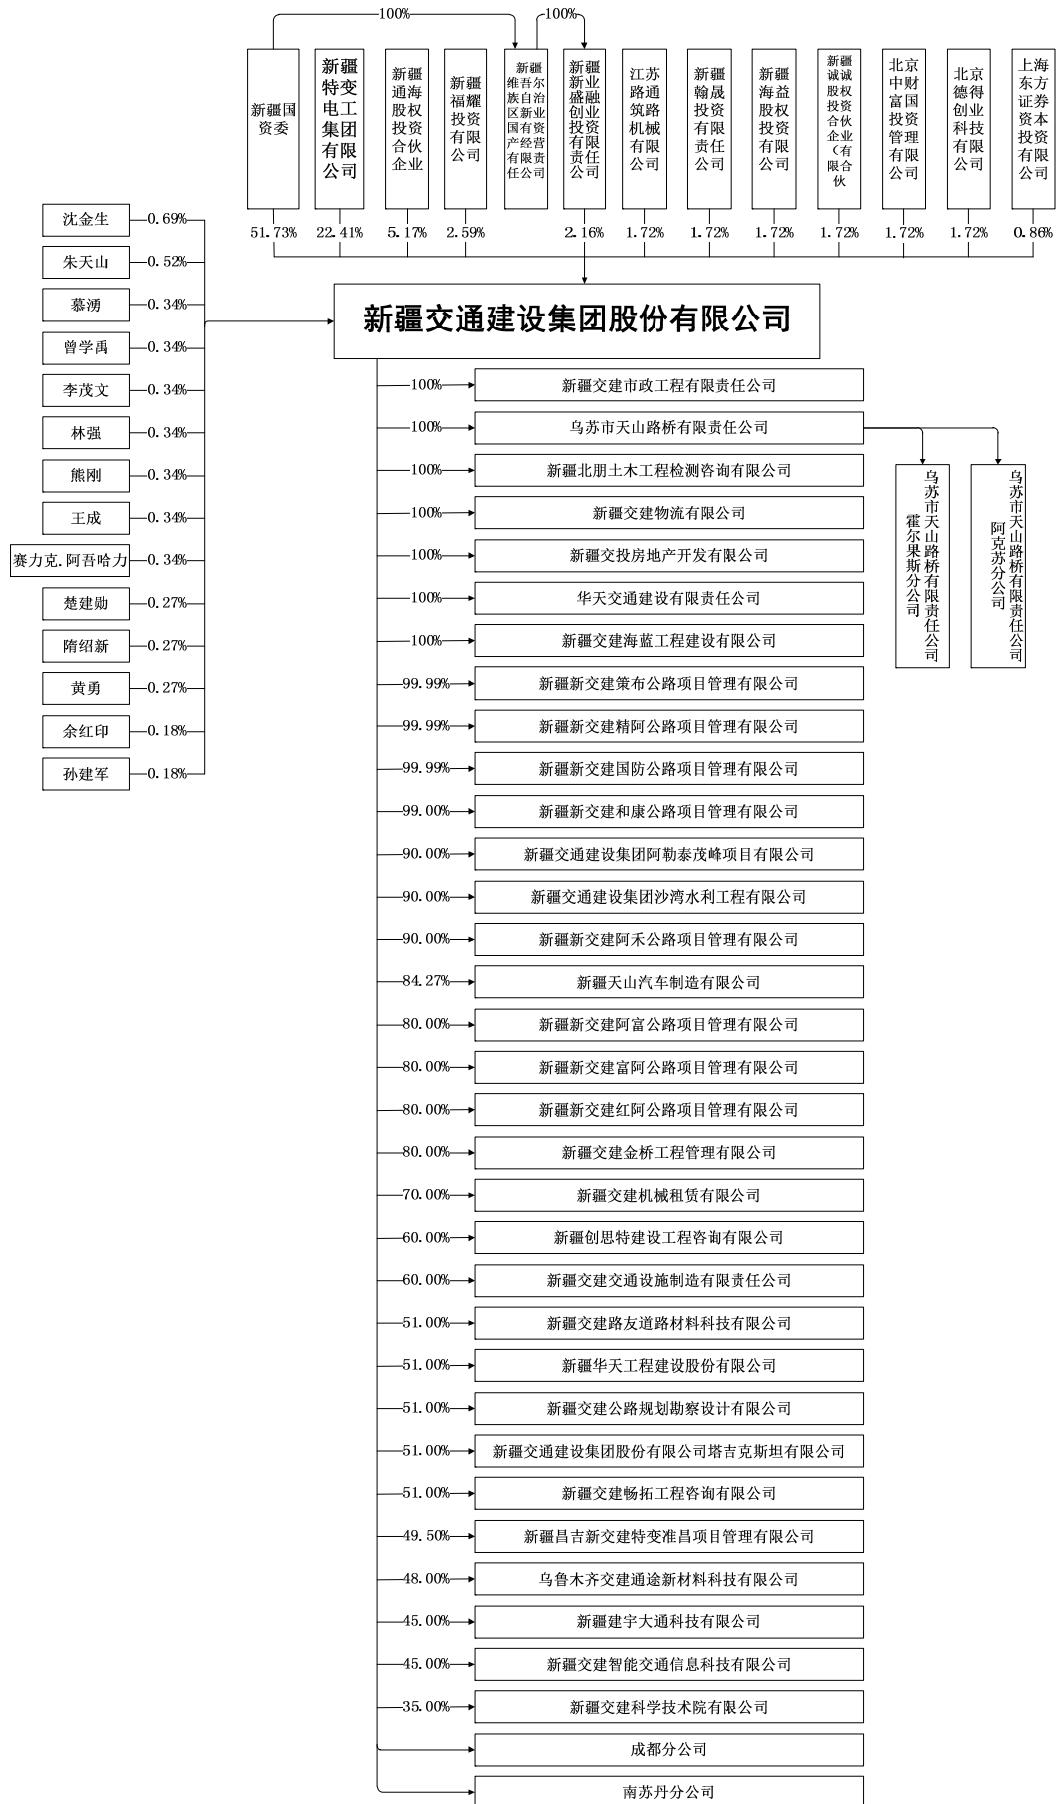 100%
100%
新疆国
资委
新疆特变电工集团有限公司
新疆通海股权投资合伙企业
新疆福耀投资有限公司
新疆维吾尔族自治区新业国有资产经营有限责任公司
新疆新业盛融创业投资有限责任公司
江苏路通筑路机械有限公司
新疆翰晟投资有限责任公司
新疆海益股权投资有限公司
新疆诚诚股权投资合伙企业（有限合伙
北京中财富国投资管理有限公司
北京德得创业科技有限公司
上海东方证券资本投资有限公司
51.73%
22.41%
5.17%
2.59%
2.16%
1.72%
1.72%
1.72%
1.72%
1.72%
1.72%
0.86%
沈金生 0.69%
朱天山 0.52%
慕湧 0.34%
曾学禹 0.34%
李茂文 0.34%
林强 0.34%
熊刚 0.34%
王成 0.34%
赛力克.阿吾哈力 0.34%
楚建勋 0.27%
隋绍新 0.27%
黄勇 0.27%
余红印 0.18%
孙建军 0.18%
新疆交通建设集团股份有限公司
100% 新疆交建市政工程有限责任公司
100% 乌苏市天山路桥有限责任公司
乌苏市天山路桥有限责任公司
霍尔果斯分公司
乌苏市天山路桥有限责任公司
阿克苏分公司
100% 新疆北朋土木工程检测咨询有限公司
100% 新疆交建物流有限公司
100% 新疆交投房地产开发有限公司
100% 华天交通建设有限责任公司
100% 新疆交建海蓝工程建设有限公司
99.99% 新疆新交建策布公路项目管理有限公司
99.99% 新疆新交建精阿公路项目管理有限公司
99.99% 新疆新交建国防公路项目管理有限公司
99.00% 新疆新交建和康公路项目管理有限公司
90.00% 新疆交通建设集团阿勒泰茂峰项目有限公司
90.00% 新疆交通建设集团沙湾水利工程有限公司
90.00% 新疆新交建阿禾公路项目管理有限公司
84.27% 新疆天山汽车制造有限公司
80.00% 新疆新交建阿富公路项目管理有限公司
80.00% 新疆新交建富阿公路项目管理有限公司
80.00% 新疆新交建红阿公路项目管理有限公司
80.00% 新疆交建金桥工程管理有限公司
70.00% 新疆交建机械租赁有限公司
60.00% 新疆创思特建设工程咨询有限公司
60.00% 新疆交建交通设施制造有限责任公司
51.00% 新疆交建路友道路材料科技有限公司
51.00% 新疆华天工程建设股份有限公司
51.00% 新疆交建公路规划勘察设计有限公司
51.00% 新疆交通建设集团股份有限公司塔吉克斯坦有限公司
51.00% 新疆交建畅拓工程咨询有限公司
49.50% 新疆昌吉新交建特变准昌项目管理有限公司
48.00% 乌鲁木齐交建通途新材料科技有限公司
45.00% 新疆建宇大通科技有限公司
45.00% 新疆交建智能交通信息科技有限公司
35.00% 新疆交建科学技术院有限公司
成都分公司
南苏丹分公司